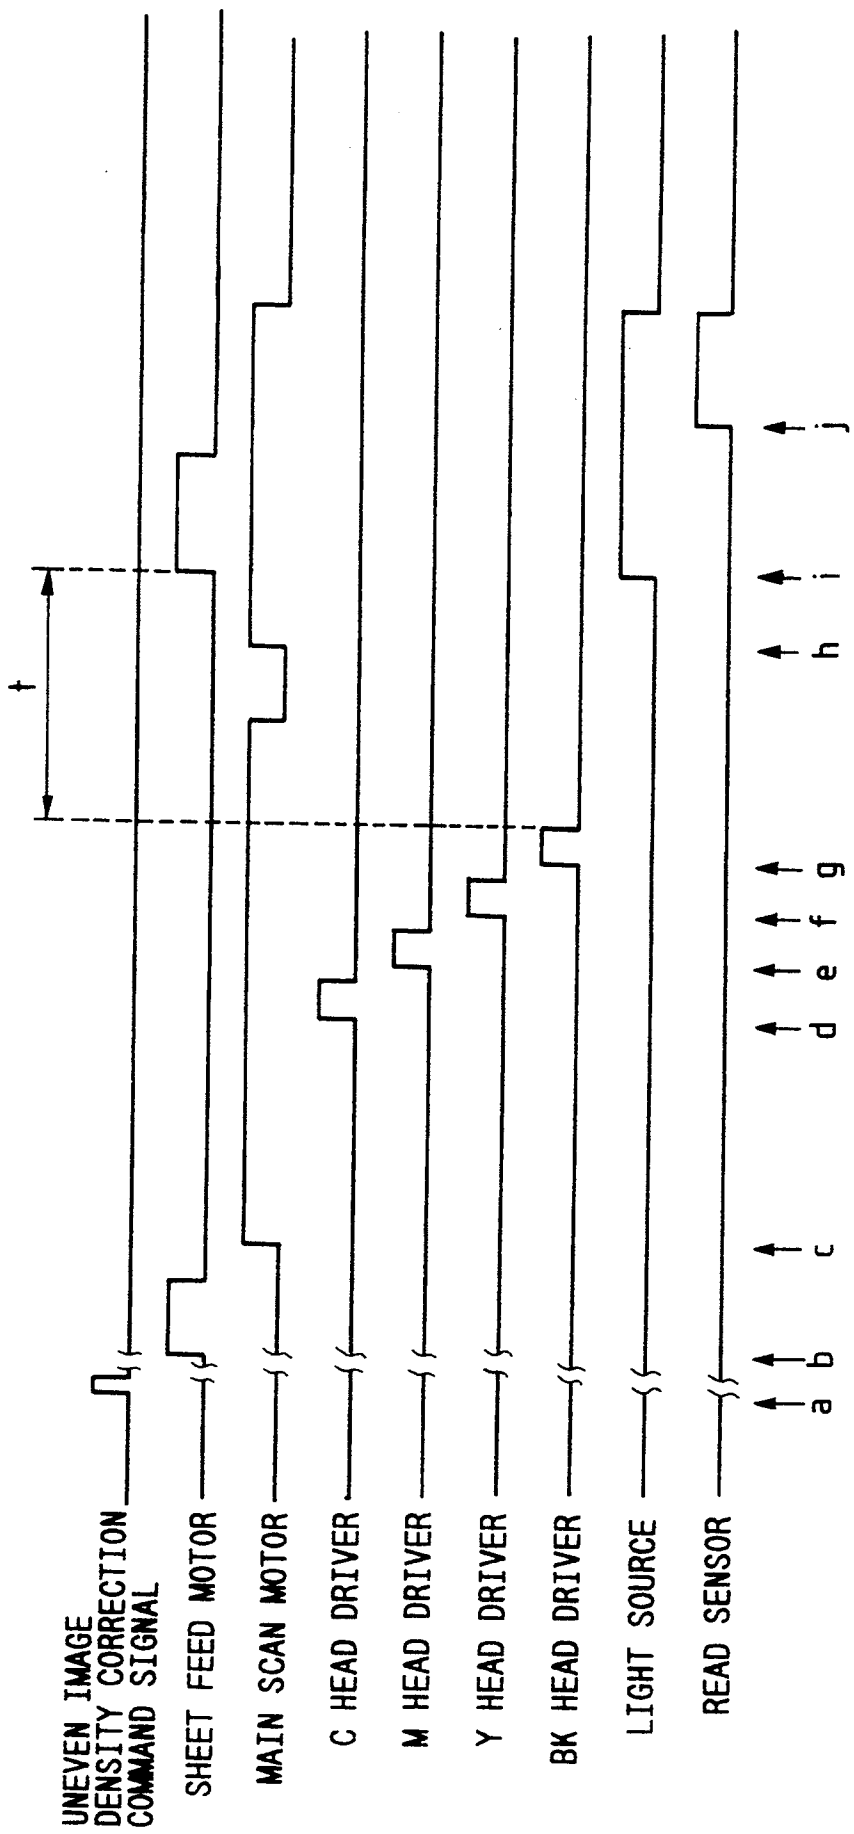 UNEVEN IMAGE
DENSITY CORRECTION
COMMAND SIGNAL
SHEET FEED MOTOR
MAIN SCAN MOTOR
C HEAD DRIVER
M HEAD DRIVER
Y HEAD DRIVER
BK HEAD DRIVER
LIGHT SOURCE
READ SENSOR
t
a b c d e f g h i j